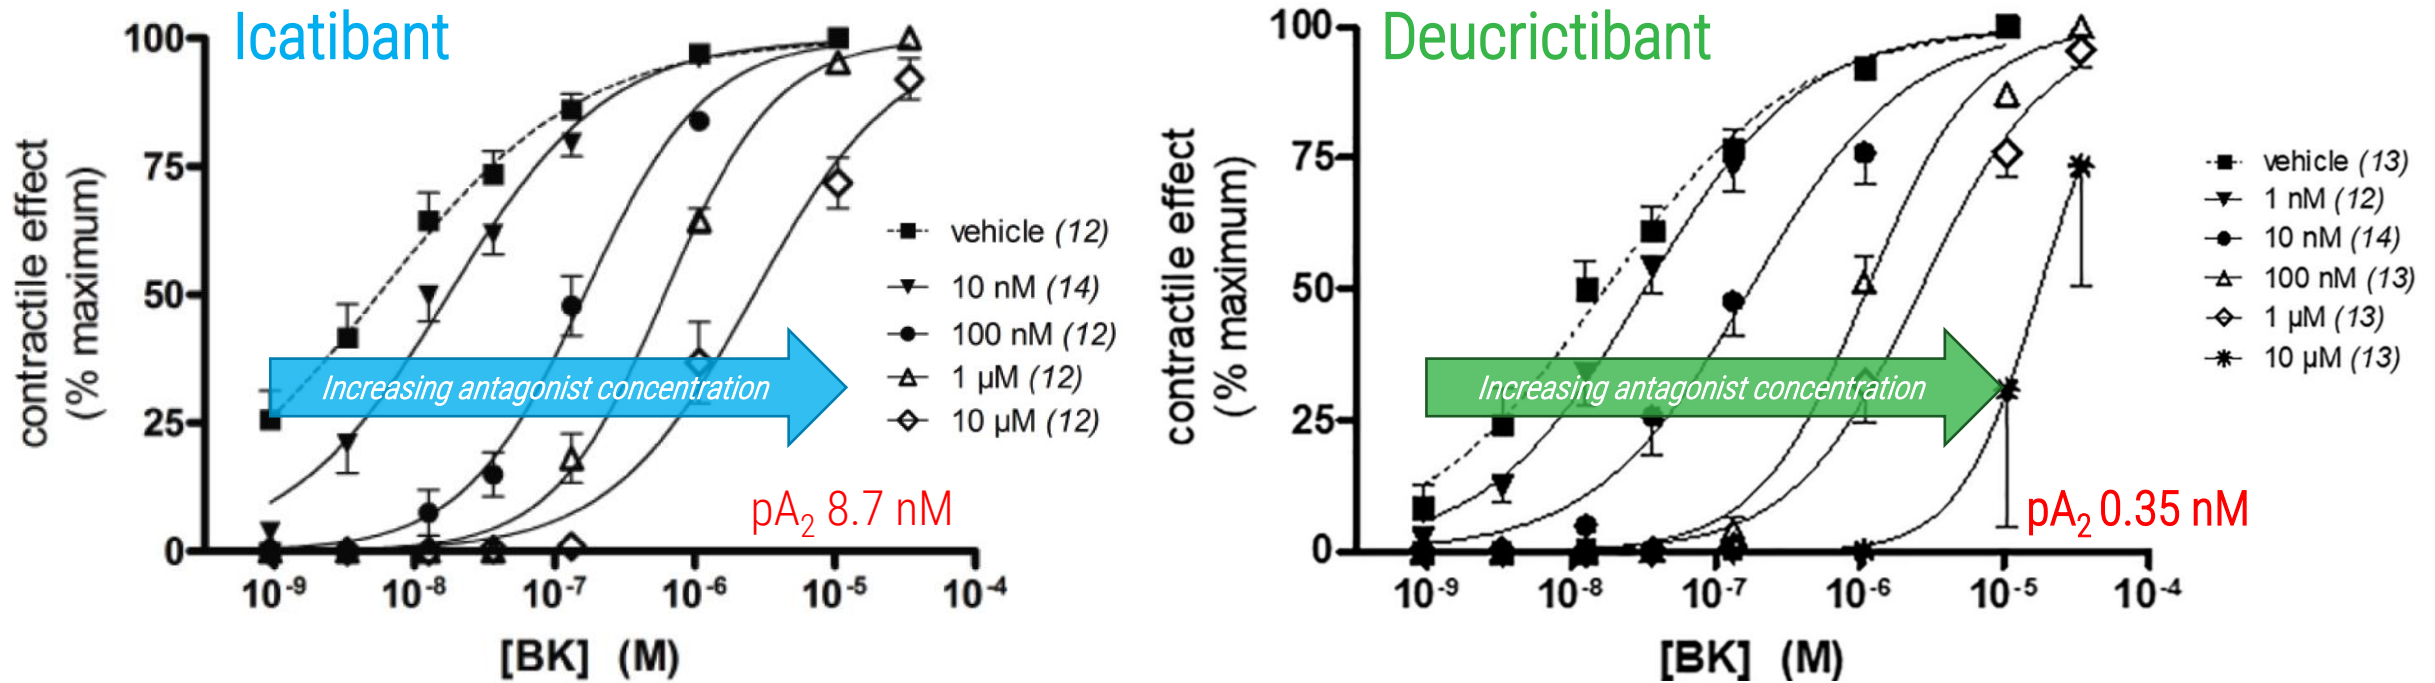 Icatibant
contractile effect
(% maximum)
100
75
50
25
0
10-9
10-8
10-7
10-6
10-5
10-4
[BK] (M)
Increasing antagonist concentration
pA2 8.7 nM
vehicle (12)
10 nM (14)
100 nM (12)
1 µM (12)
10 µM (12)
Deucrictibant
contractile effect
(% maximum)
100
75
50
25
0
10-9
10-8
10-7
10-6
10-5
10-4
[BK] (M)
Increasing antagonist concentration
pA2 0.35 nM
vehicle (13)
1 nM (12)
10 nM (14)
100 nM (13)
1 µM (13)
10 µM (13)